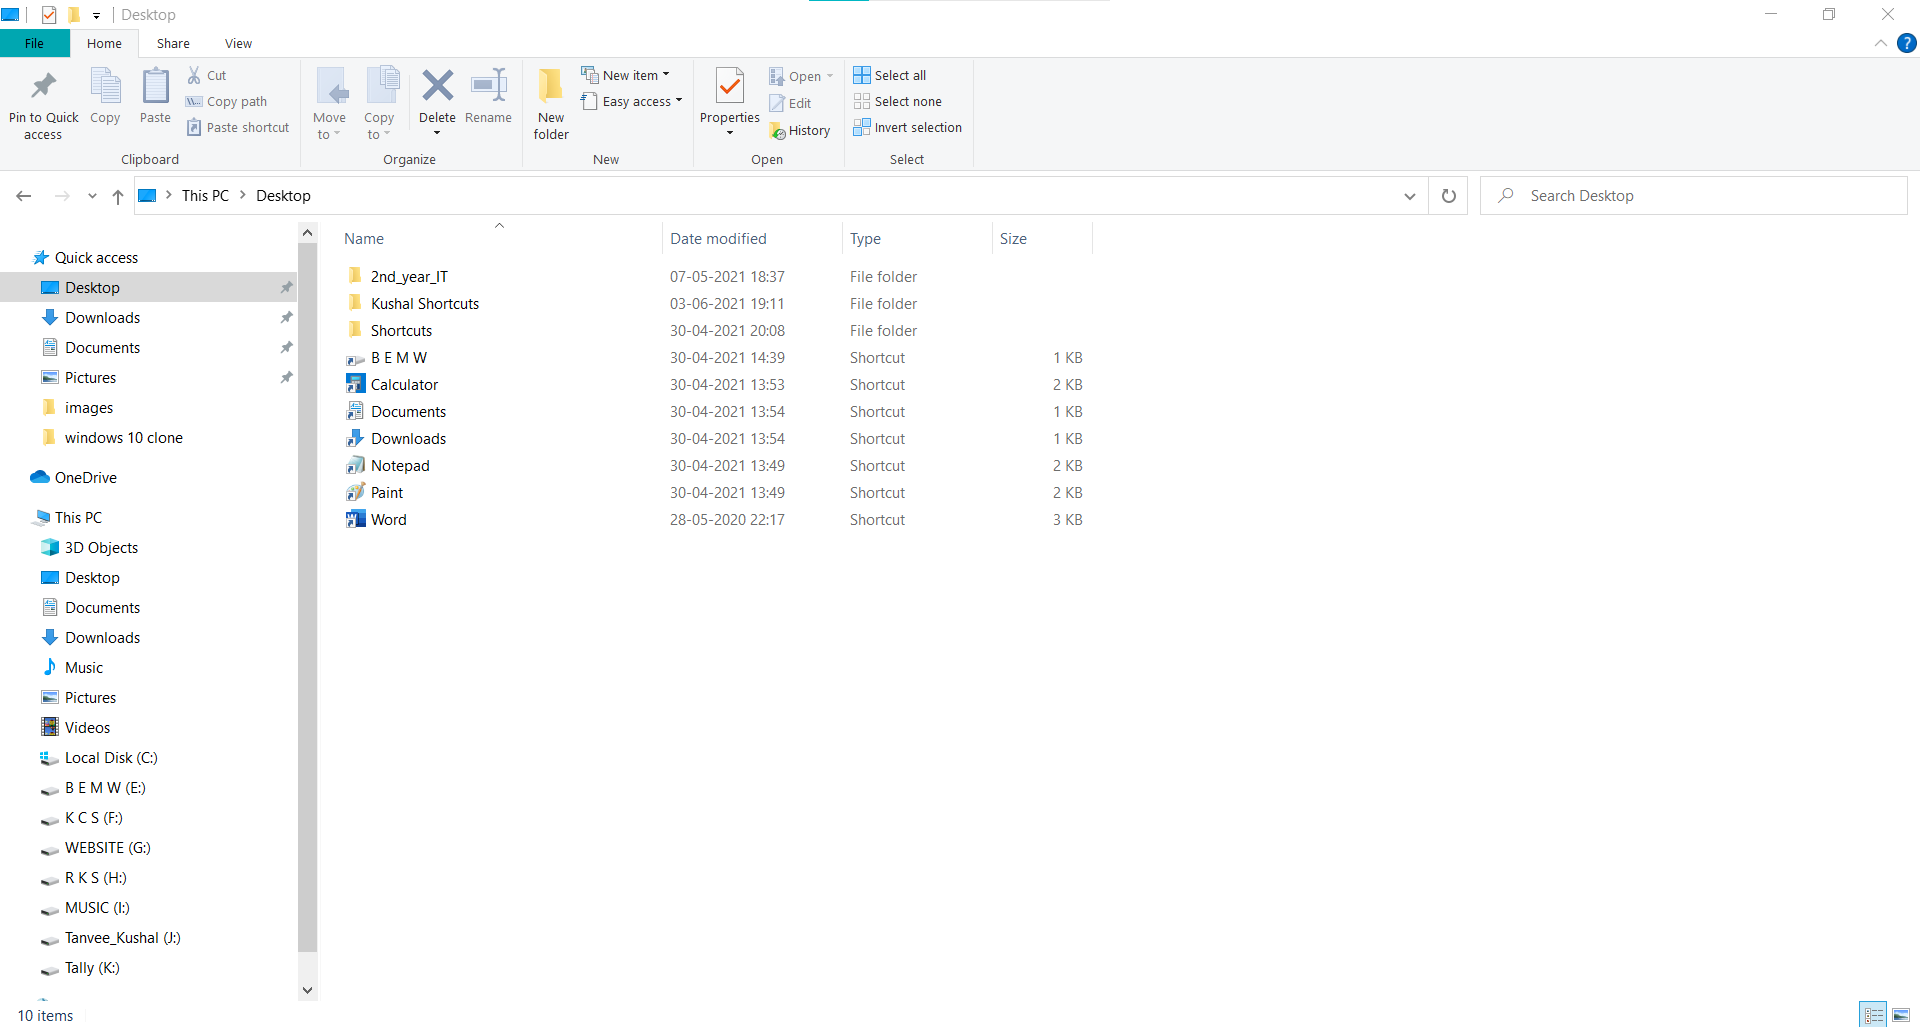 Desktop
File Home Share View
Pin to Quick access
Copy
Paste
Cut
Copy path
Paste shortcut
Clipboard
Move to
Copy to
Delete
Rename
Organize
New folder
New item
Easy access
New
Properties
Open
Edit
History
Open
Select all
Select none
Invert selection
Select
This PC > Desktop
Search Desktop
Quick access
Desktop
Downloads
Documents
Pictures
images
windows 10 clone
OneDrive
This PC
3D Objects
Desktop
Documents
Downloads
Music
Pictures
Videos
Local Disk (C:)
B E M W (E:)
K C S (F:)
WEBSITE (G:)
R K S (H:)
MUSIC (I:)
Tanvee_Kushal (J:)
Tally (K:)
Name Date modified Type Size
2nd_year_IT 07-05-2021 18:37 File folder
Kushal Shortcuts 03-06-2021 19:11 File folder
Shortcuts 30-04-2021 20:08 File folder
B E M W 30-04-2021 14:39 Shortcut 1 KB
Calculator 30-04-2021 13:53 Shortcut 2 KB
Documents 30-04-2021 13:54 Shortcut 1 KB
Downloads 30-04-2021 13:54 Shortcut 1 KB
Notepad 30-04-2021 13:49 Shortcut 2 KB
Paint 30-04-2021 13:49 Shortcut 2 KB
Word 28-05-2020 22:17 Shortcut 3 KB
10 items